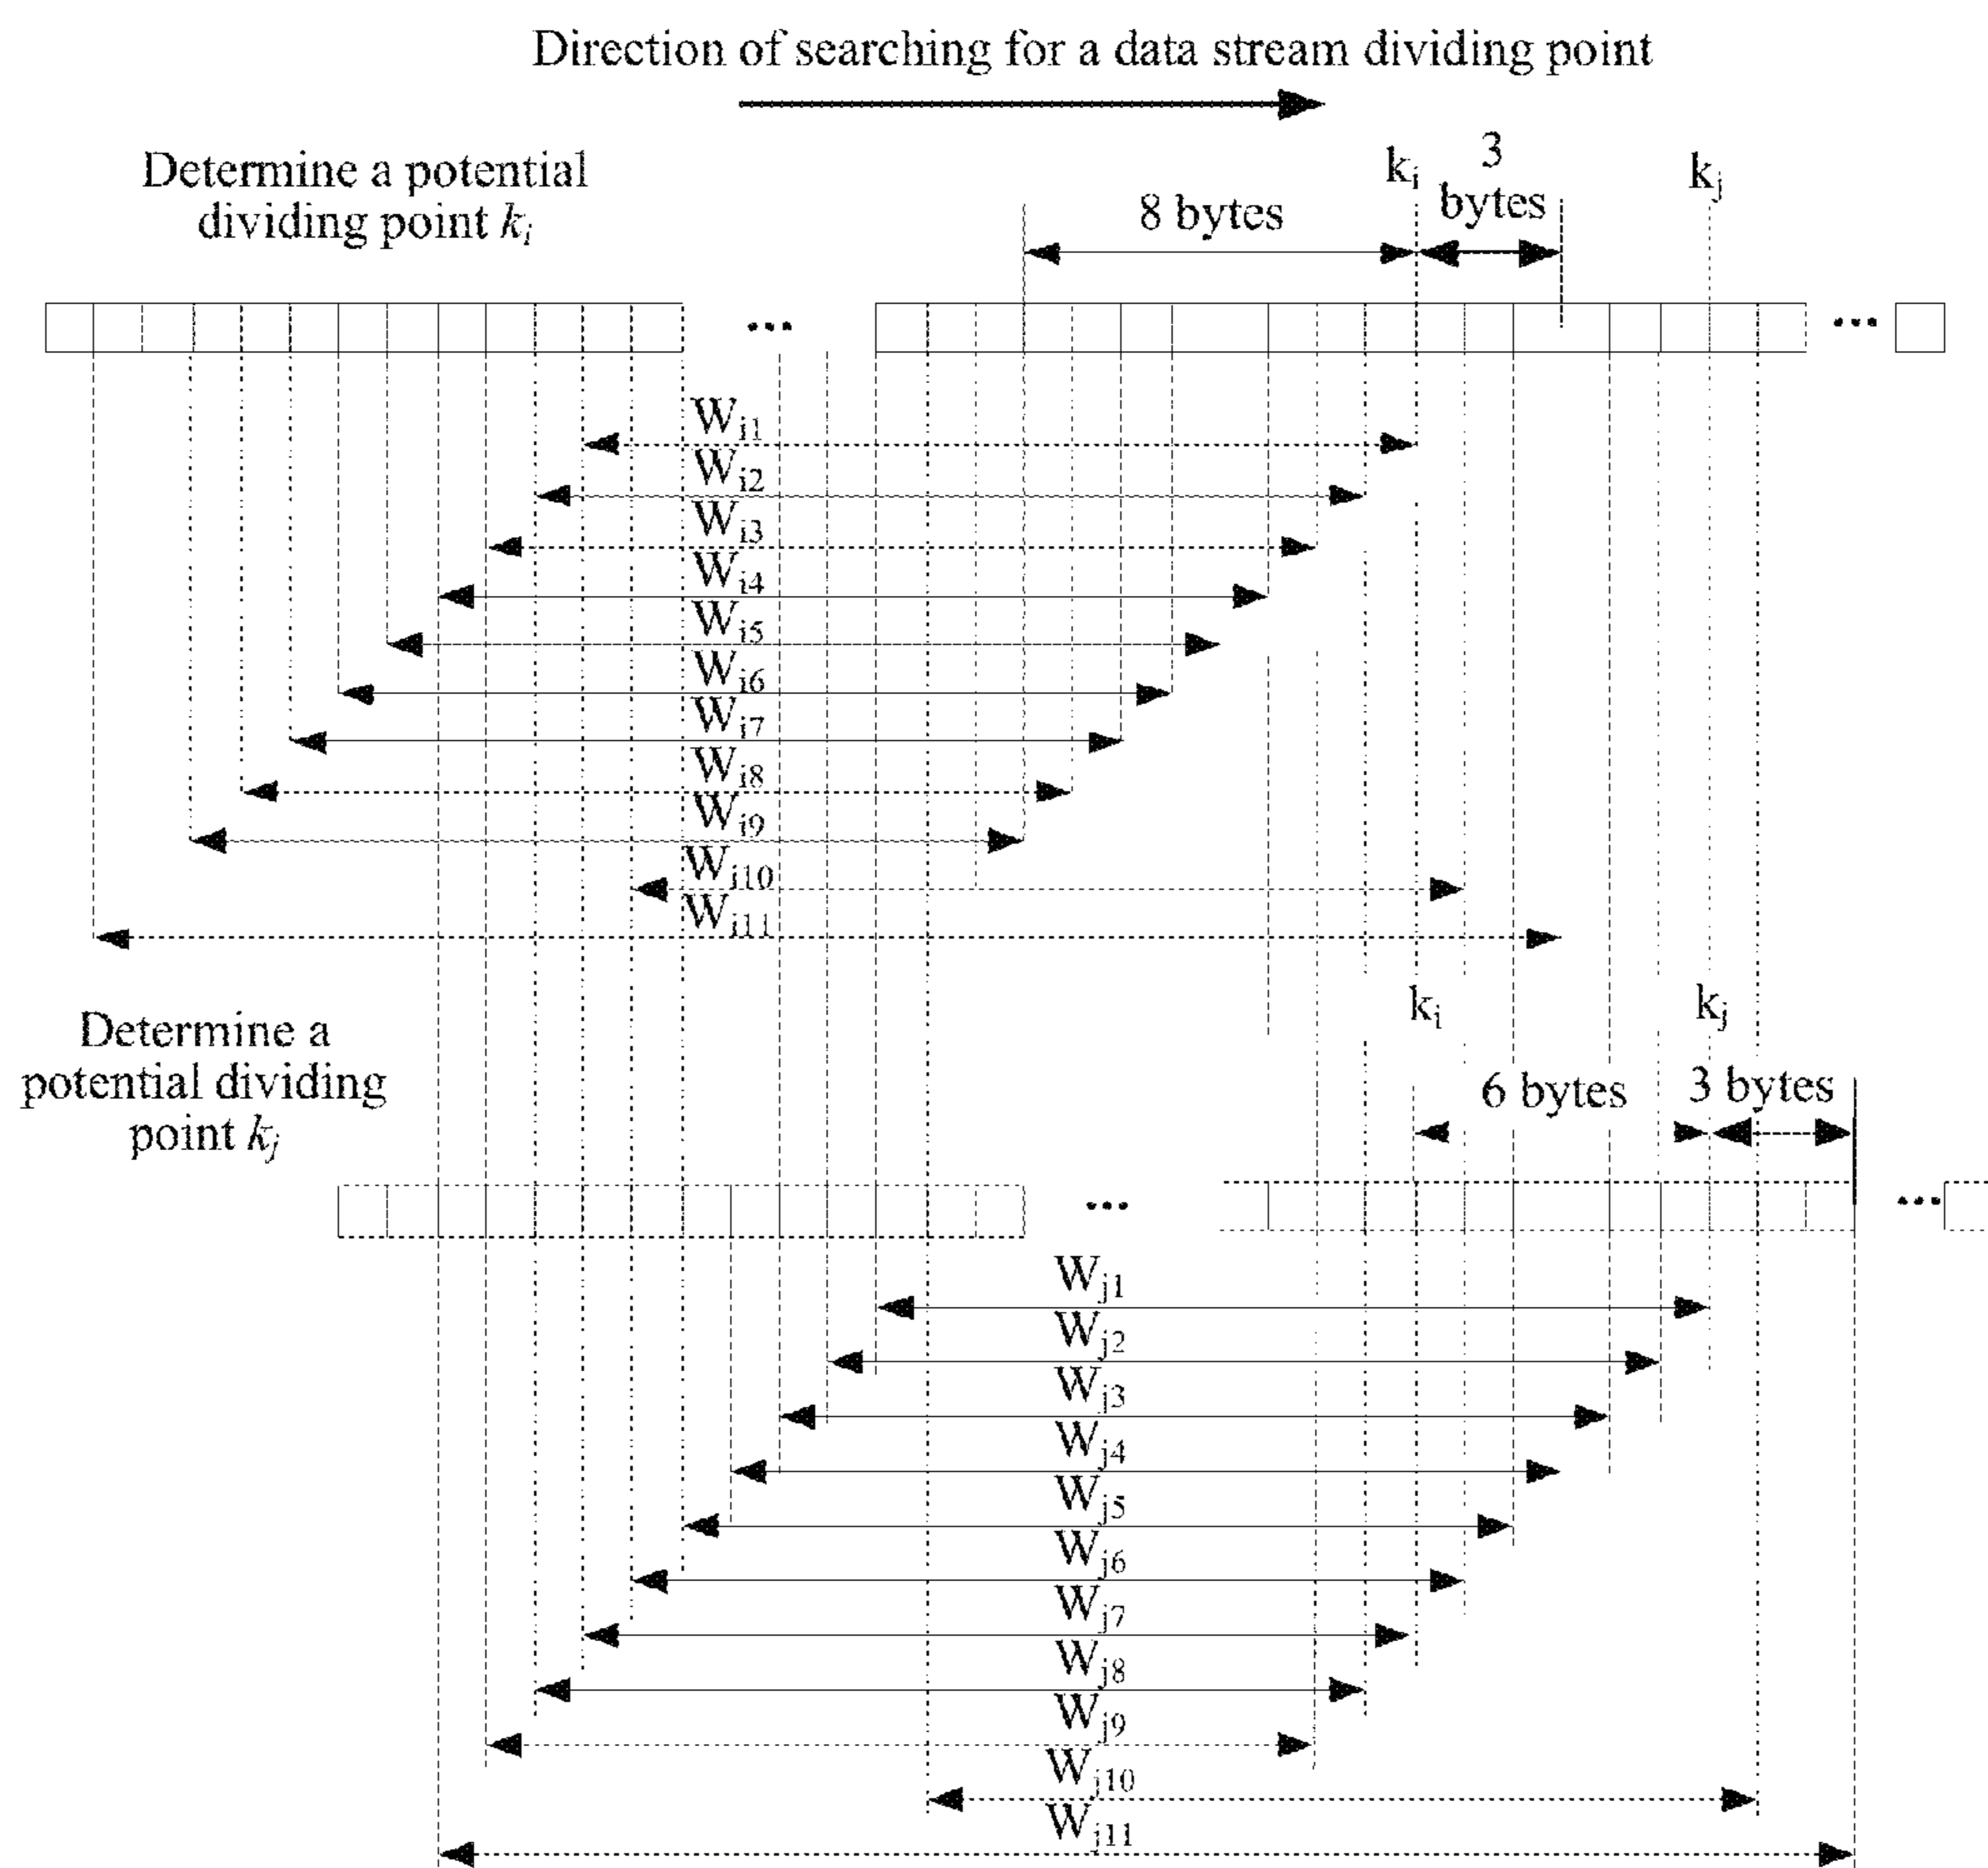 Direction of searching for a data stream dividing point
Determine a potential
dividing point kᵢ
8 bytes
kᵢ
3
bytes
kⱼ
...
...
Wᵢ₁
Wᵢ₂
Wᵢ₃
Wᵢ₄
Wᵢ₅
Wᵢ₆
Wᵢ₇
Wᵢ₈
Wᵢ₉
Wᵢ₁₀
Wᵢ₁₁
Determine a
potential dividing
point kⱼ
kᵢ
kⱼ
6 bytes
3 bytes
...
...
Wⱼ₁
Wⱼ₂
Wⱼ₃
Wⱼ₄
Wⱼ₅
Wⱼ₆
Wⱼ₇
Wⱼ₈
Wⱼ₉
Wⱼ₁₀
Wⱼ₁₁